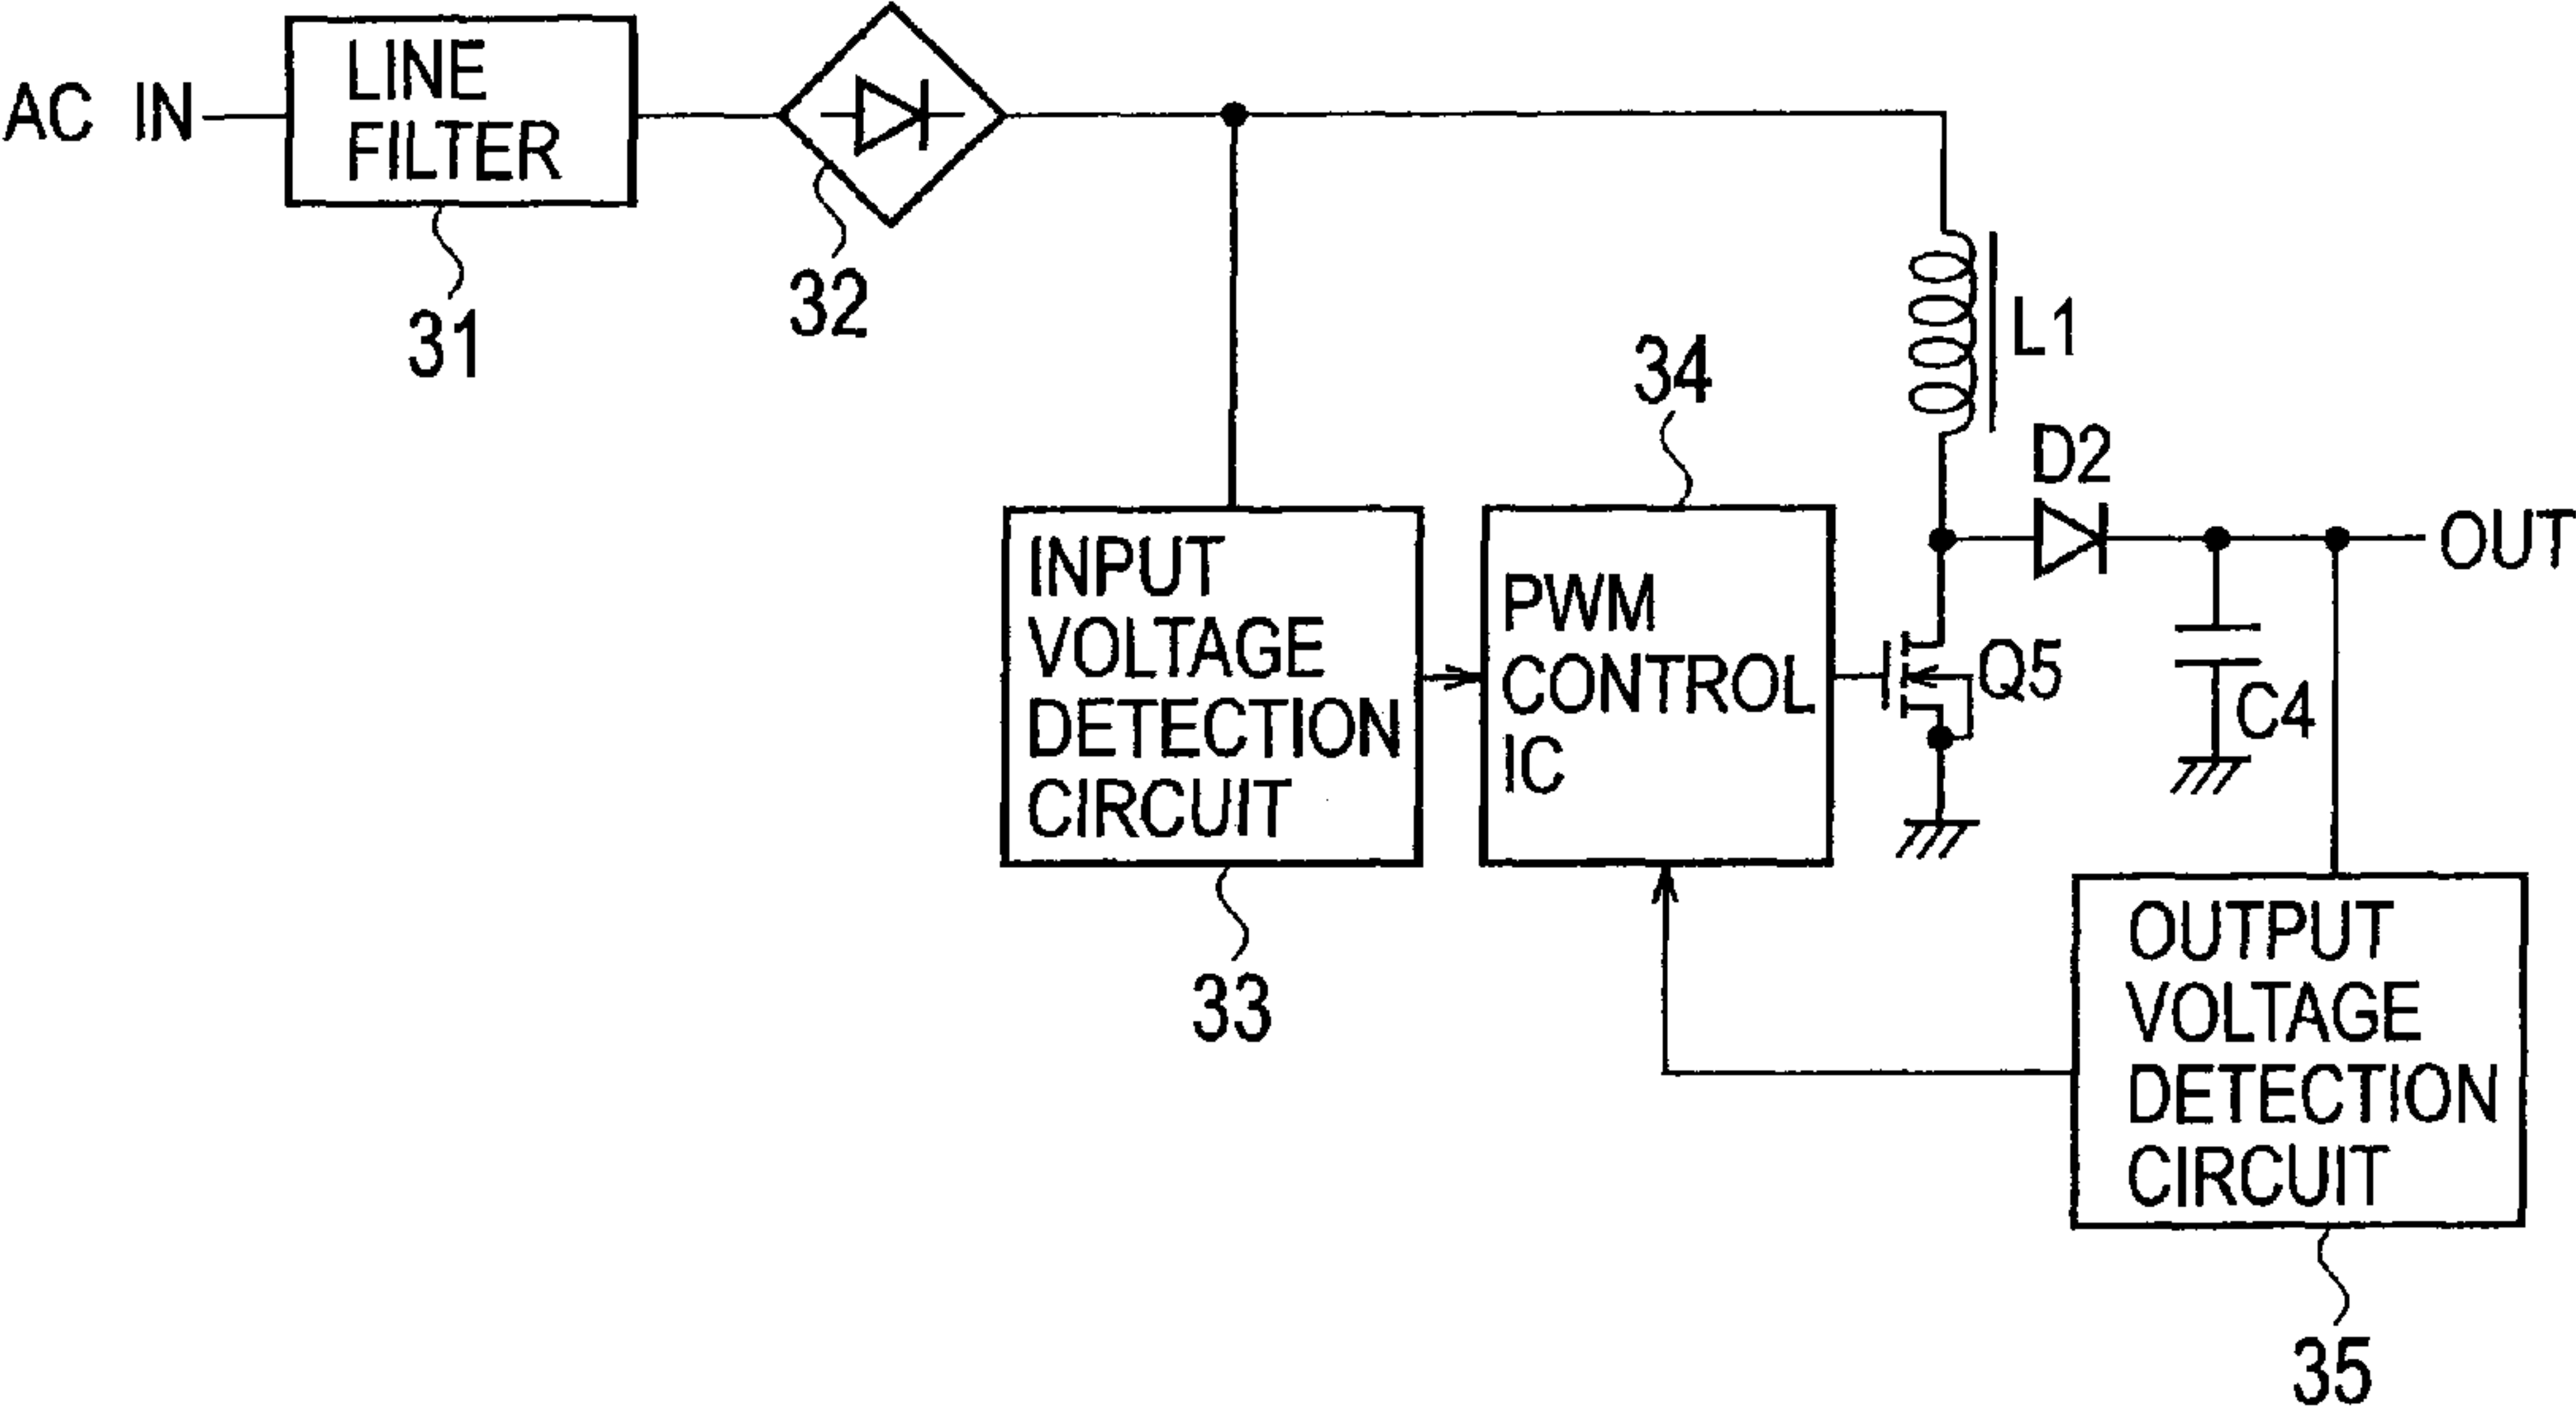 AC IN
LINE
FILTER
31
32
L1
34
D2
OUT
INPUT
VOLTAGE
DETECTION
CIRCUIT
PWM
CONTROL
IC
Q5
C4
33
OUTPUT
VOLTAGE
DETECTION
CIRCUIT
35